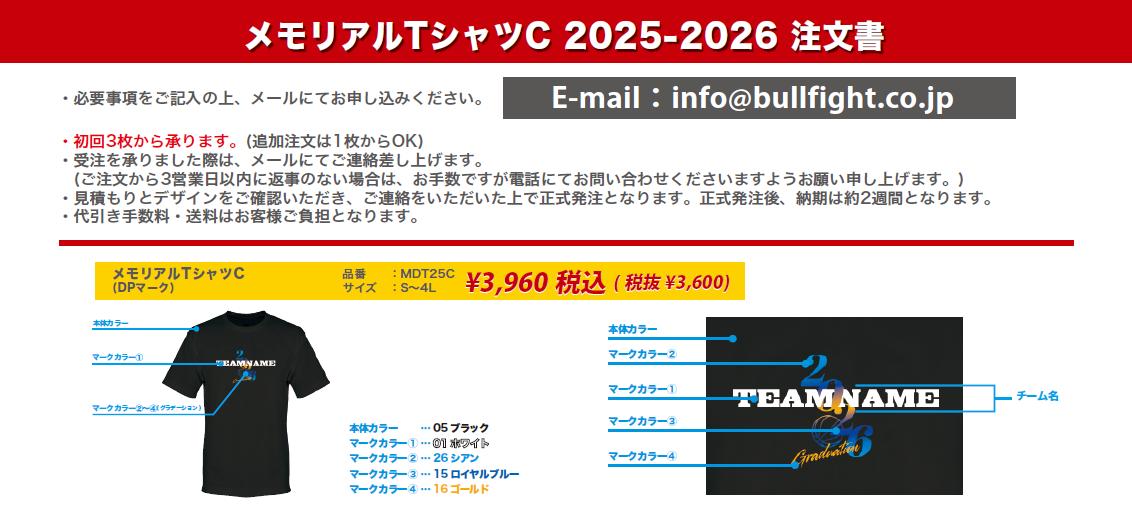 メモリアルTシャツC 2025-2026 注文書
・必要事項をご記入の上、メールにてお申し込みください。
E-mail：info@bullfight.co.jp
・初回3枚から承ります。(追加注文は1枚からOK)
・受注を承りました際は、メールにてご連絡差し上げます。
(ご注文から3営業日以内に返事のない場合は、お手数ですが電話にてお問い合わせくださいますようお願い申し上げます。)
・見積もりとデザインをご確認いただき、ご連絡をいただいた上で正式発注となります。正式発注後、納期は約2週間となります。
・代引き手数料・送料はお客様ご負担となります。
メモリアルTシャツC
(DPマーク)
品番 ：MDT25C
サイズ ：S〜4L
¥3,960 税込 ( 税抜 ¥3,600)
本体カラー
マークカラー①
マークカラー②〜④(グラデーション)
2026
TEAMNAME
Graduation
本体カラー … 05 ブラック
マークカラー① … 01 ホワイト
マークカラー② … 26 シアン
マークカラー③ … 15 ロイヤルブルー
マークカラー④ … 16 ゴールド
本体カラー
マークカラー②
マークカラー①
マークカラー③
マークカラー④
2026
TEAMNAME
Graduation
チーム名